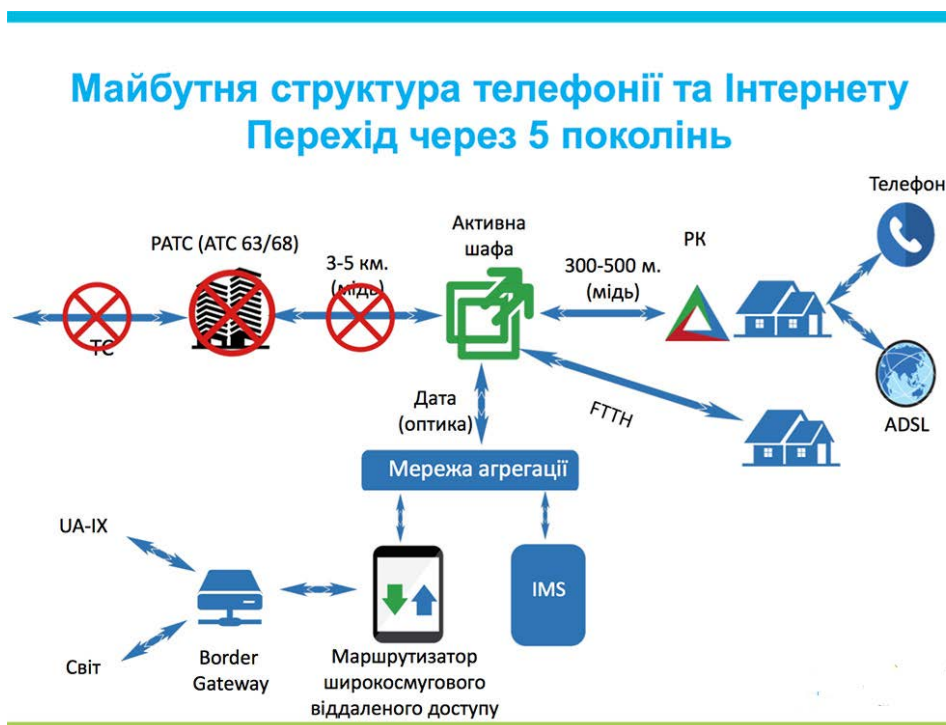 Майбутня структура телефонії та Інтернету
Перехід через 5 поколінь
Телефон
РАТС (АТС 63/68)
3-5 км.
(мідь)
Активна
шафа
300-500 м.
(мідь)
РК
ТС
ADSL
Дата
(оптика)
FTTH
Мережа агрегації
UA-IX
IMS
Світ
Border
Gateway
Маршрутизатор
широкосмугового
віддаленого доступу